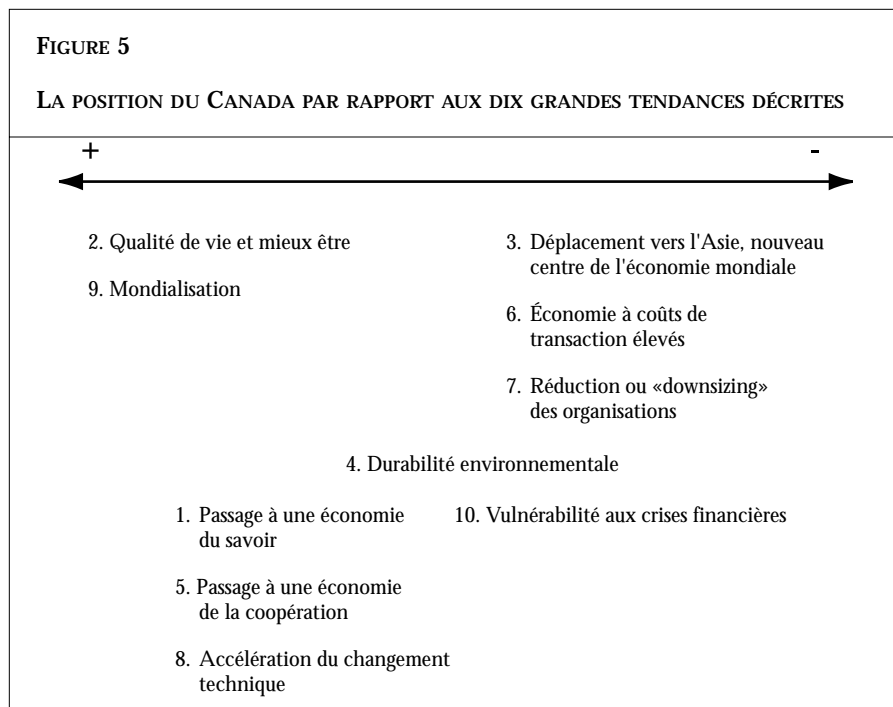 FIGURE 5
LA POSITION DU CANADA PAR RAPPORT AUX DIX GRANDES TENDANCES DÉCRITES
+ -
2. Qualité de vie et mieux être
9. Mondialisation
3. Déplacement vers l'Asie, nouveau
centre de l'économie mondiale
6. Économie à coûts de
transaction élevés
7. Réduction ou «downsizing»
des organisations
4. Durabilité environnementale
1. Passage à une économie
du savoir
10. Vulnérabilité aux crises financières
5. Passage à une économie
de la coopération
8. Accélération du changement
technique